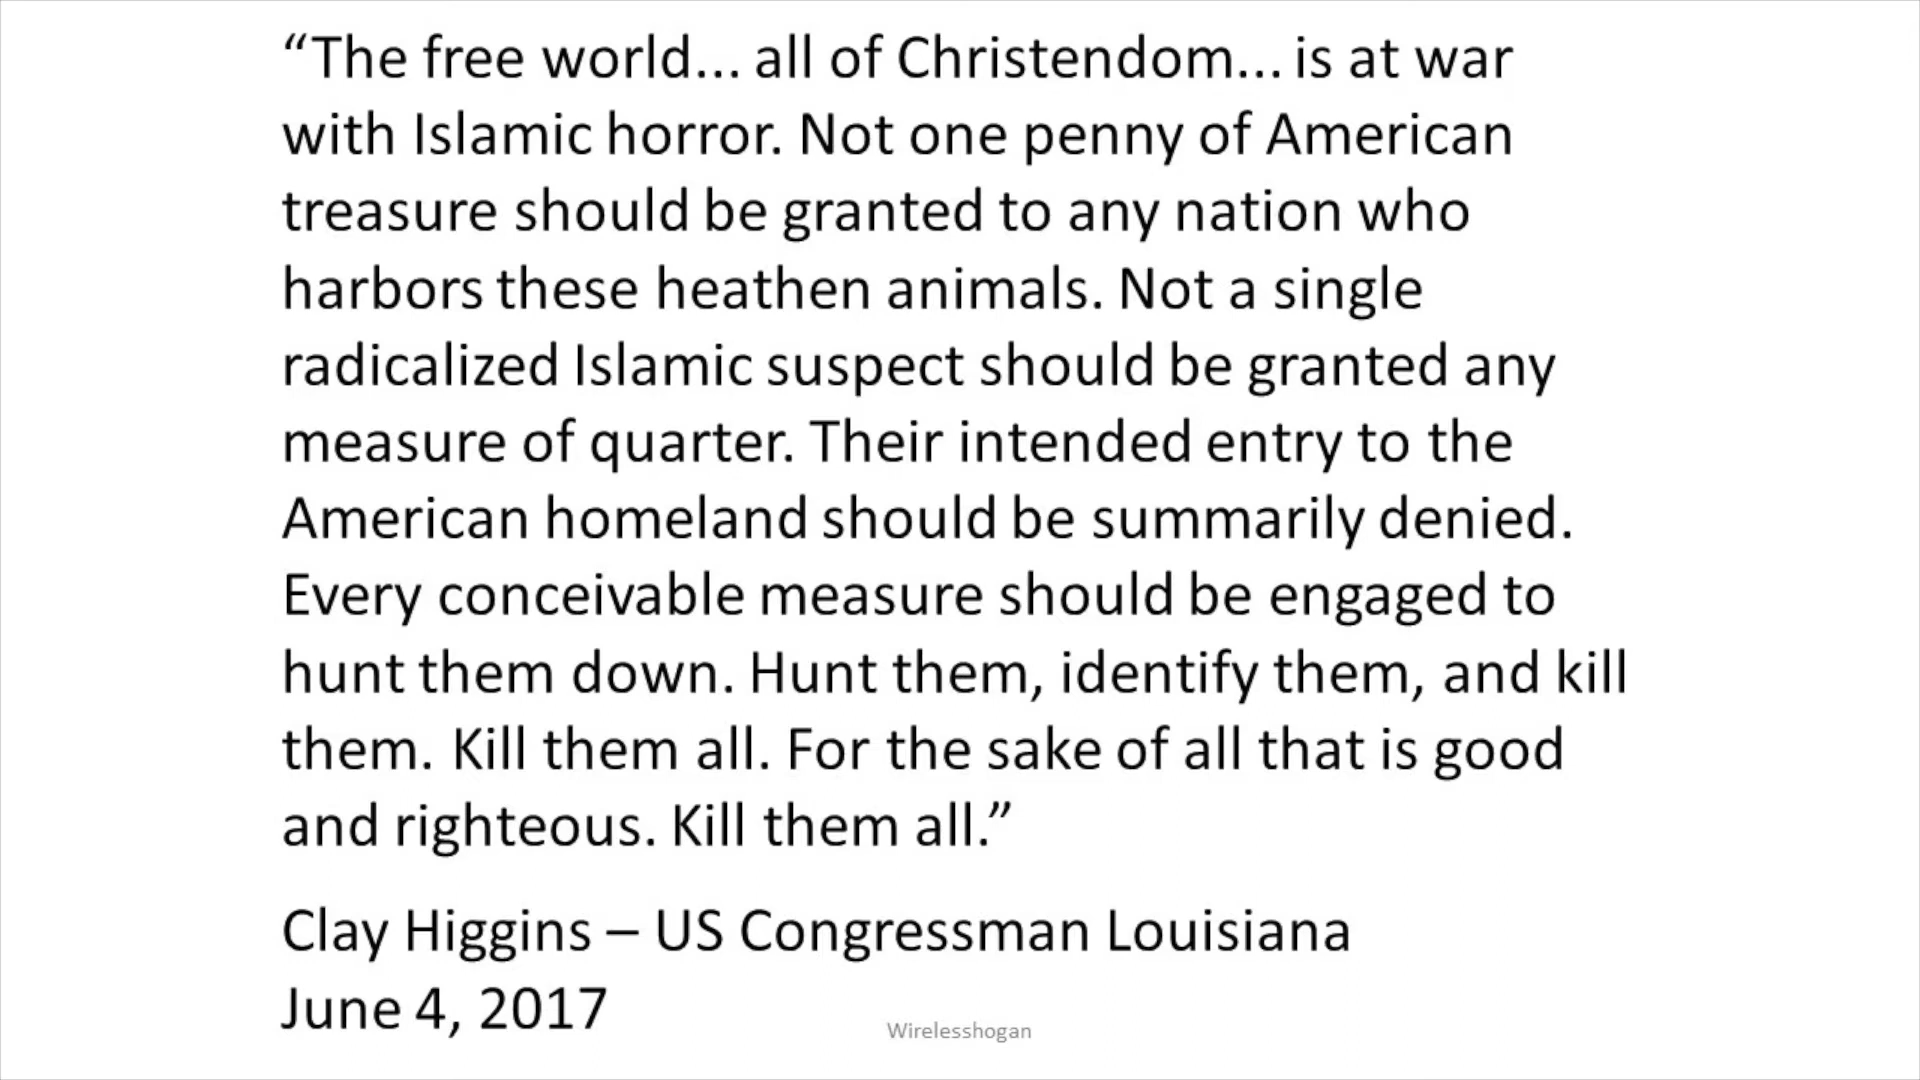 “The free world... all of Christendom... is at war
with Islamic horror. Not one penny of American
treasure should be granted to any nation who
harbors these heathen animals. Not a single
radicalized Islamic suspect should be granted any
measure of quarter. Their intended entry to the
American homeland should be summarily denied.
Every conceivable measure should be engaged to
hunt them down. Hunt them, identify them, and kill
them. Kill them all. For the sake of all that is good
and righteous. Kill them all.”
Clay Higgins – US Congressman Louisiana
June 4, 2017
Wirelesshogan